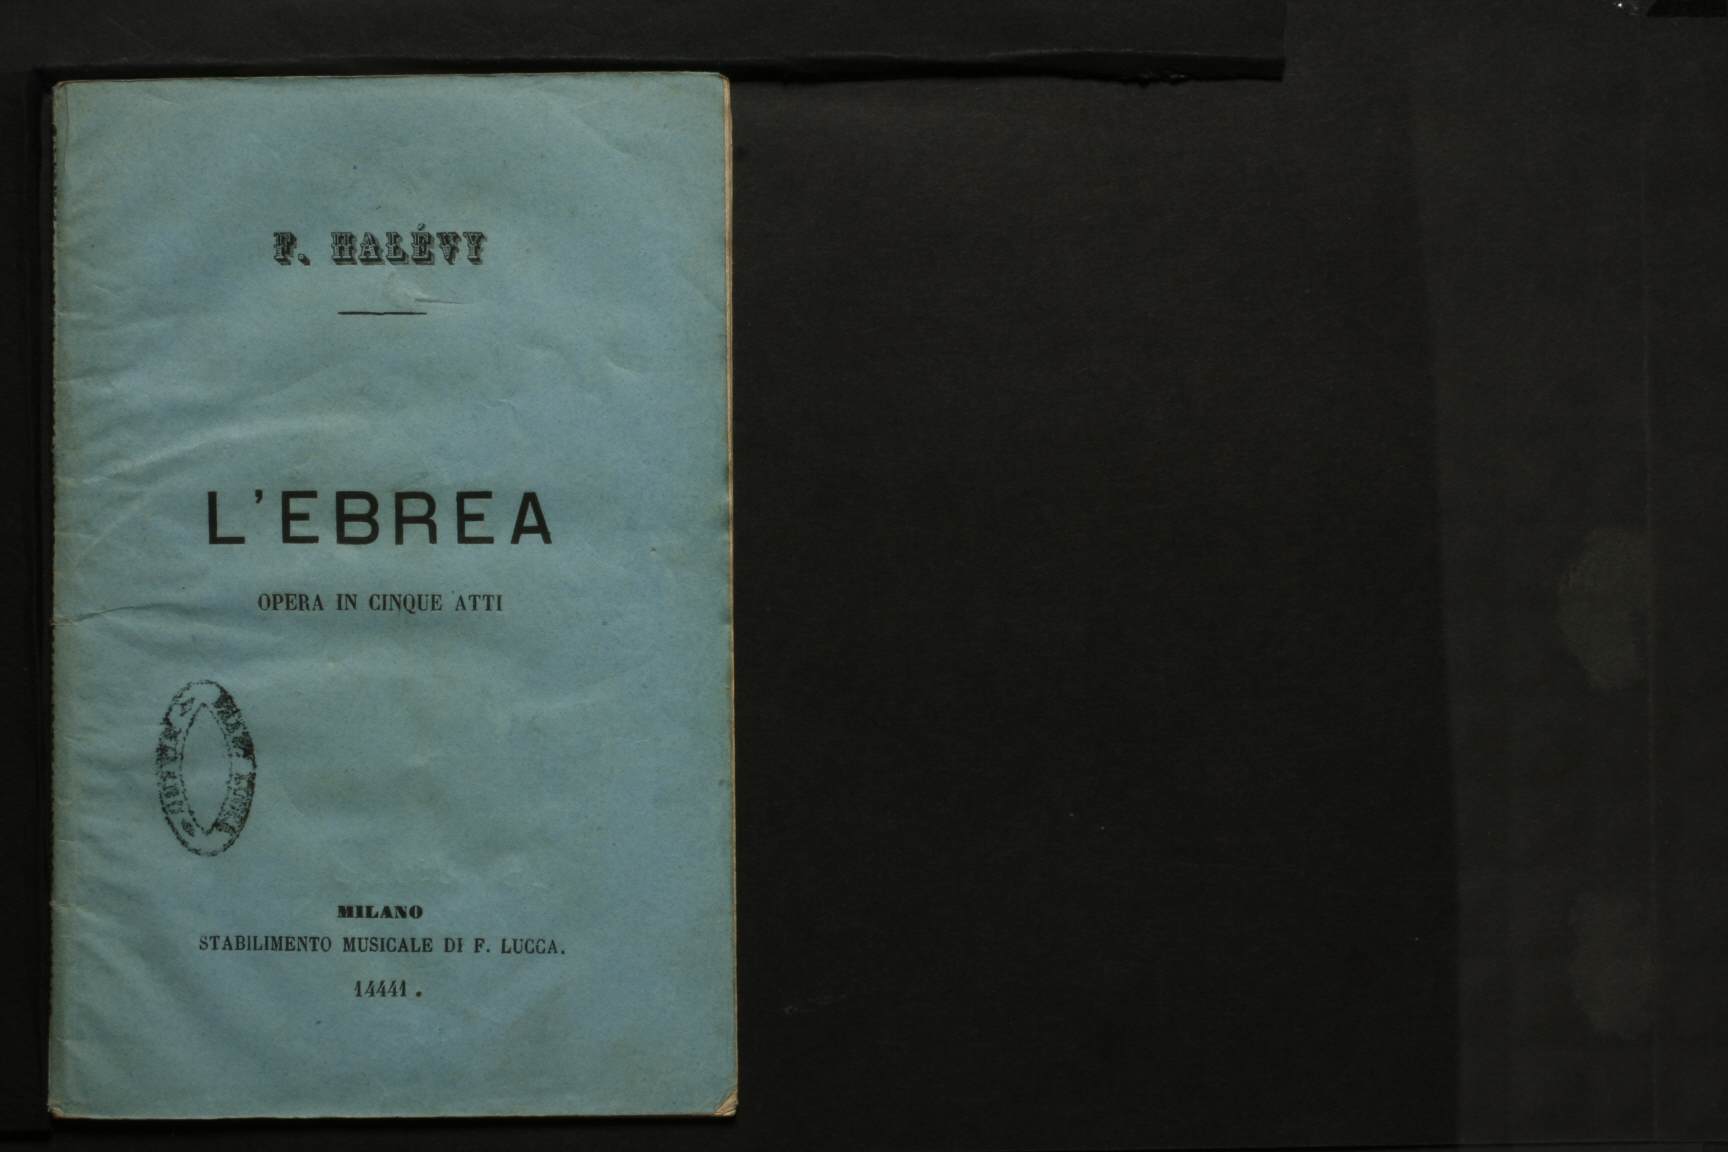 F. HALÉVY
L'EBREA
OPERA IN CINQUE ATTI
MILANO
STABILIMENTO MUSICALE DI F. LUCCA.
14441.